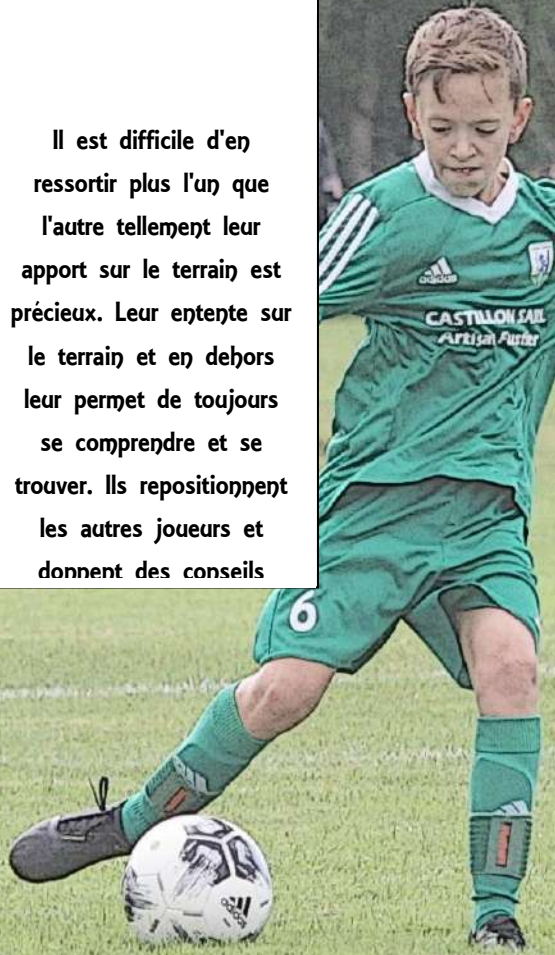 Il est difficile d'en
ressortir plus l'un que
l'autre tellement leur
apport sur le terrain est
précieux. Leur entente sur
le terrain et en dehors
leur permet de toujours
se comprendre et se
trouver. Ils repositionnent
les autres joueurs et
donnent des conseils
adidas
CASTILLON SARL
Artisan Fustier
6